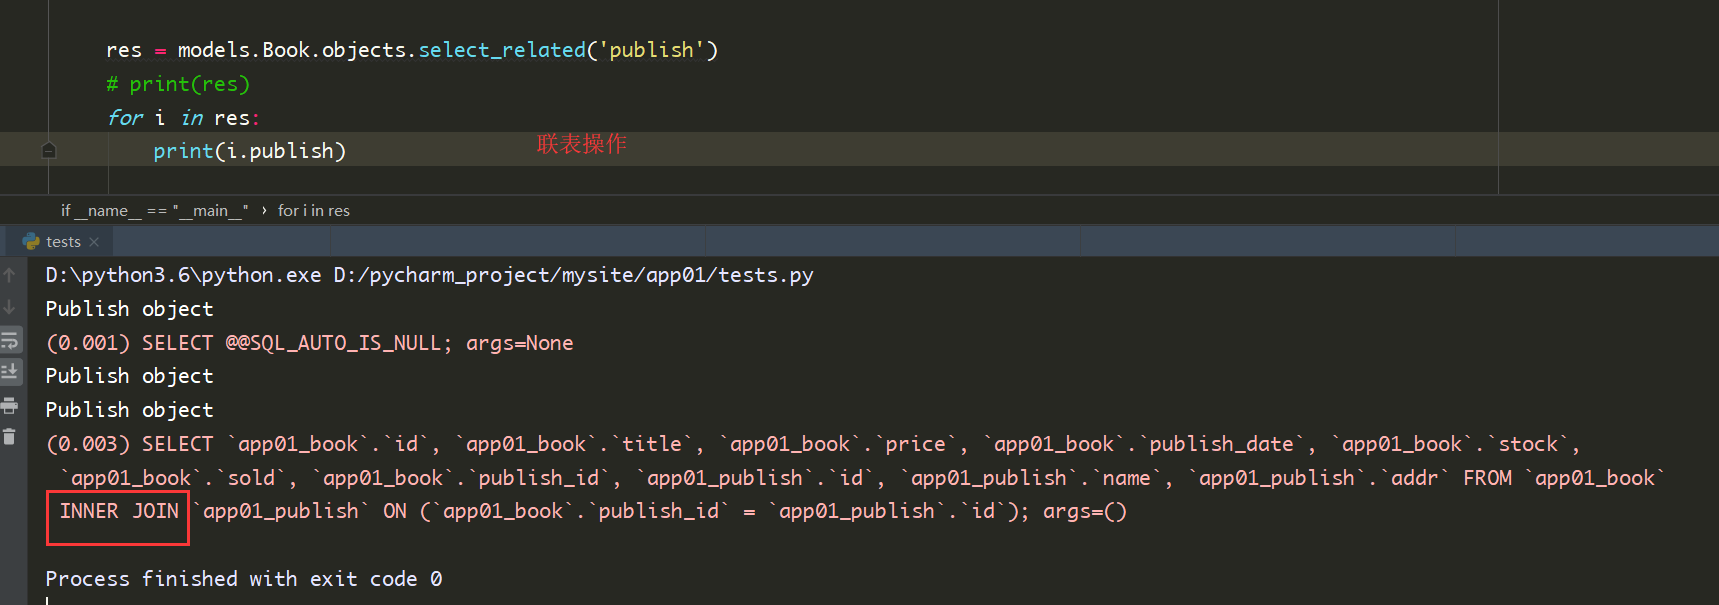 res = models.Book.objects.select_related('publish')
# print(res)
for i in res:
print(i.publish)
联表操作
if __name__ == "__main__" › for i in res
tests
D:\python3.6\python.exe D:/pycharm_project/mysite/app01/tests.py
Publish object
(0.001) SELECT @@SQL_AUTO_IS_NULL; args=None
Publish object
Publish object
(0.003) SELECT `app01_book`.`id`, `app01_book`.`title`, `app01_book`.`price`, `app01_book`.`publish_date`, `app01_book`.`stock`,
`app01_book`.`sold`, `app01_book`.`publish_id`, `app01_publish`.`id`, `app01_publish`.`name`, `app01_publish`.`addr` FROM `app01_book`
INNER JOIN `app01_publish` ON (`app01_book`.`publish_id` = `app01_publish`.`id`); args=()
Process finished with exit code 0